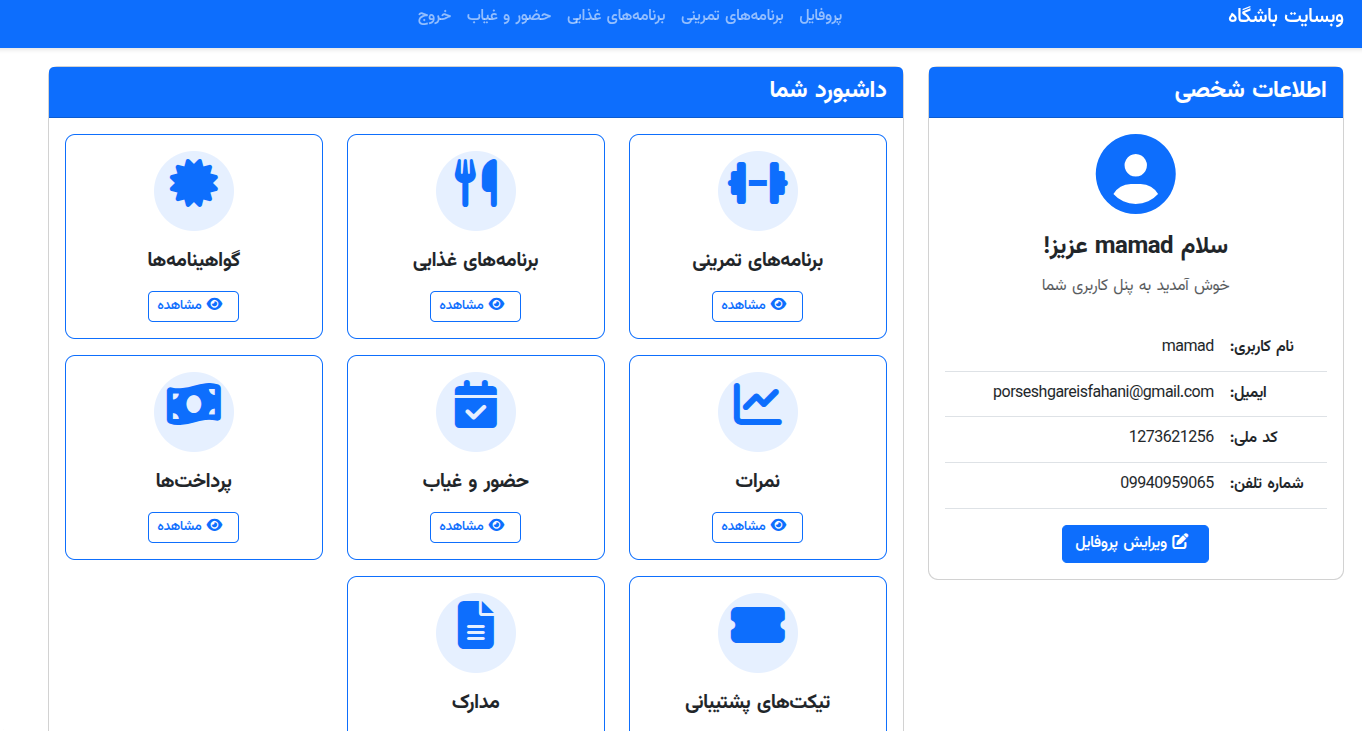 وبسایت باشگاه
پروفایل برنامه‌های تمرینی برنامه‌های غذایی حضور و غیاب خروج
اطلاعات شخصی
سلام mamad عزیز!
خوش آمدید به پنل کاربری شما
نام کاربری: mamad
ایمیل: porseshgareisfahani@gmail.com
کد ملی: 1273621256
شماره تلفن: 09940959065
ویرایش پروفایل
داشبورد شما
برنامه‌های تمرینی
مشاهده
برنامه‌های غذایی
مشاهده
گواهینامه‌ها
مشاهده
نمرات
مشاهده
حضور و غیاب
مشاهده
پرداخت‌ها
مشاهده
تیکت‌های پشتیبانی
مدارک